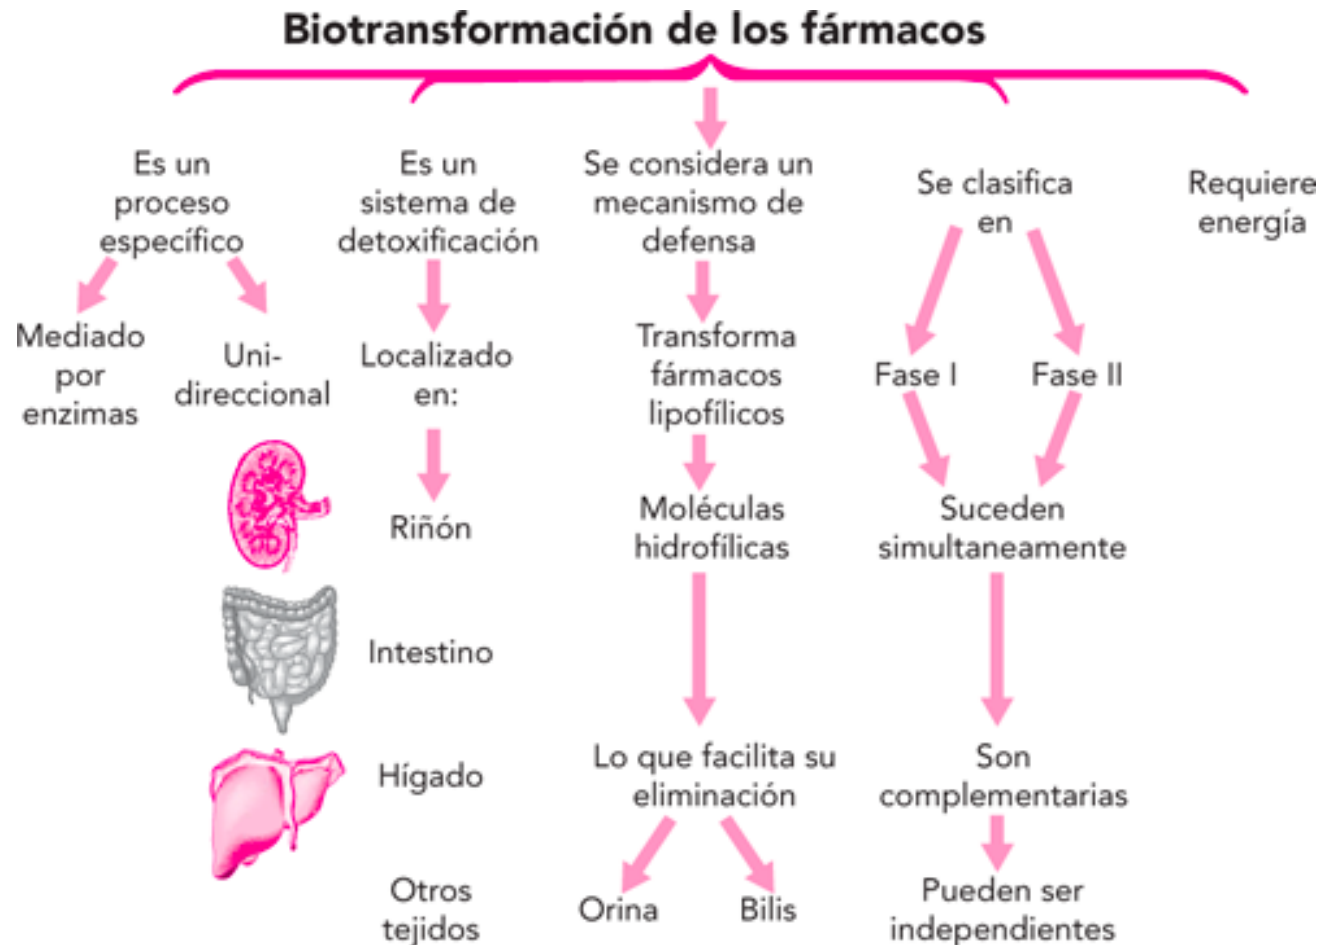 Biotransformación de los fármacos
Es un
proceso
específico
Mediado
por
enzimas
Uni-
direccional
Es un
sistema de
detoxificación
Localizado
en:
Riñón
Intestino
Hígado
Otros
tejidos
Se considera un
mecanismo de
defensa
Transforma
fármacos
lipofílicos
Moléculas
hidrofílicas
Lo que facilita su
eliminación
Orina
Bilis
Se clasifica
en
Fase I
Fase II
Suceden
simultaneamente
Son
complementarias
Pueden ser
independientes
Requiere
energía